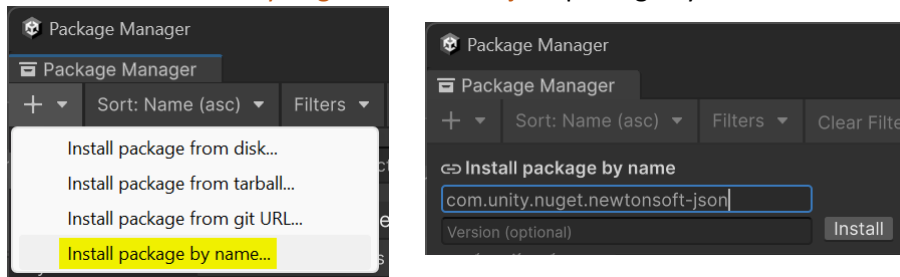 Package Manager
Package Manager
+ Sort: Name (asc) Filters
Install package from disk...
Install package from tarball...
Install package from git URL...
Install package by name...
Package Manager
Package Manager
+ Sort: Name (asc) Filters Clear Filte
Install package by name
com.unity.nuget.newtonsoft-json
Version (optional)
Install